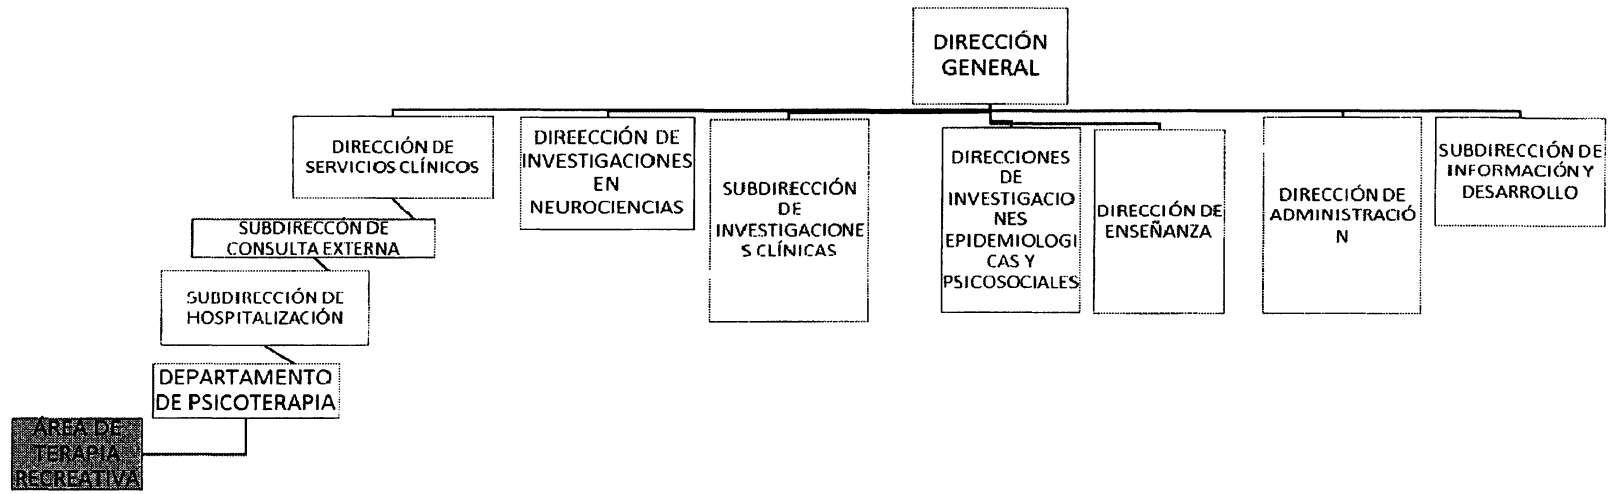 DIRECCIÓN
GENERAL
DIRECCIÓN DE
SERVICIOS CLÍNICOS
DIREECCIÓN DE
INVESTIGACIONES
EN
NEUROCIENCIAS
SUBDIRECCIÓN
DE
INVESTIGACIONE
S CLÍNICAS
DIRECCIONES
DE
INVESTIGACIO
NES
EPIDEMIOLOGI
CAS Y
PSICOSOCIALES
DIRECCIÓN DE
ENSEÑANZA
DIRECCIÓN DE
ADMINISTRACIÓ
N
SUBDIRECCIÓN DE
INFORMACIÓN Y
DESARROLLO
SUBDIRECCÓN DE
CONSULTA EXTERNA
SUBDIRECCIÓN DE
HOSPITALIZACIÓN
DEPARTAMENTO
DE PSICOTERAPIA
ÁREA DE
TERAPIA
RECREATIVA